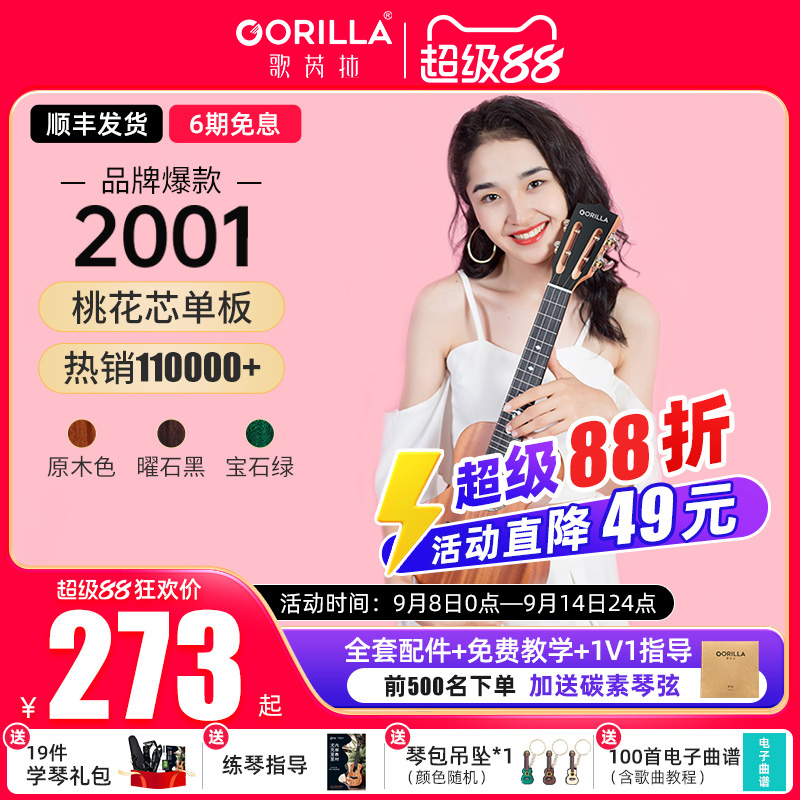 GORILLA®
歌芮抹
超级88
顺丰发货
6期免息
品牌爆款
2001
桃花芯单板
热销110000+
原木色
曜石黑
宝石绿
GORILLA
超级88折
活动直降49元
超级88狂欢价
¥273起
活动时间：9月8日0点—9月14日24点
全套配件+免费教学+1V1指导
前500名下单 加送碳素琴弦
GORILLA
送
19件
学琴礼包
送
练琴指导
送
琴包吊坠*1
（颜色随机）
送
100首电子曲谱
（含歌曲教程）
电子曲谱